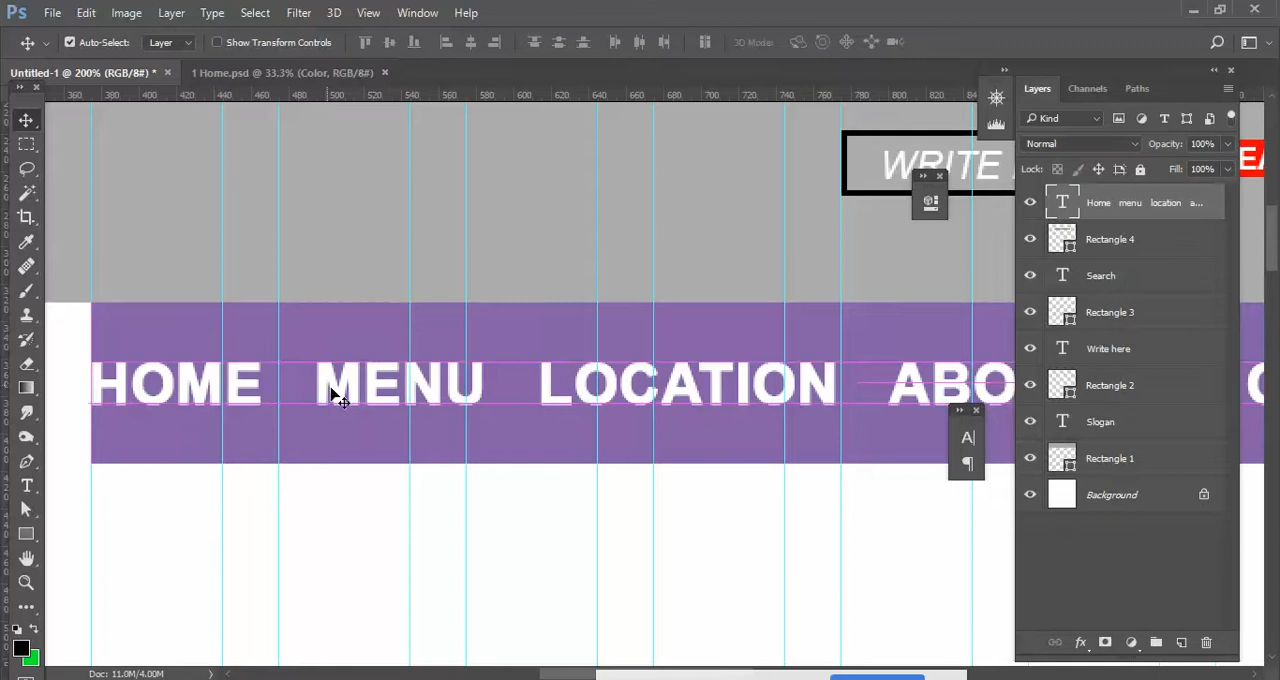 Ps File Edit Image Layer Type Select Filter 3D View Window Help
Auto-Select: Layer Show Transform Controls 3D Mode:
Untitled-1 @ 200% (RGB/8#) * × 1 Home.psd @ 33.3% (Color, RGB/8#) ×
360 380 400 420 440 460 480 500 520 540 560 580 600 620 640 660 680 700 720 740 760 780 800 820 84
WRITE
HOME MENU LOCATION ABO
A|
Layers Channels Paths
Kind
Normal Opacity: 100%
Lock: Fill: 100%
Home menu location a...
Rectangle 4
Search
Rectangle 3
Write here
Rectangle 2
Slogan
Rectangle 1
Background
fx
Doc: 11.0M/4.00M